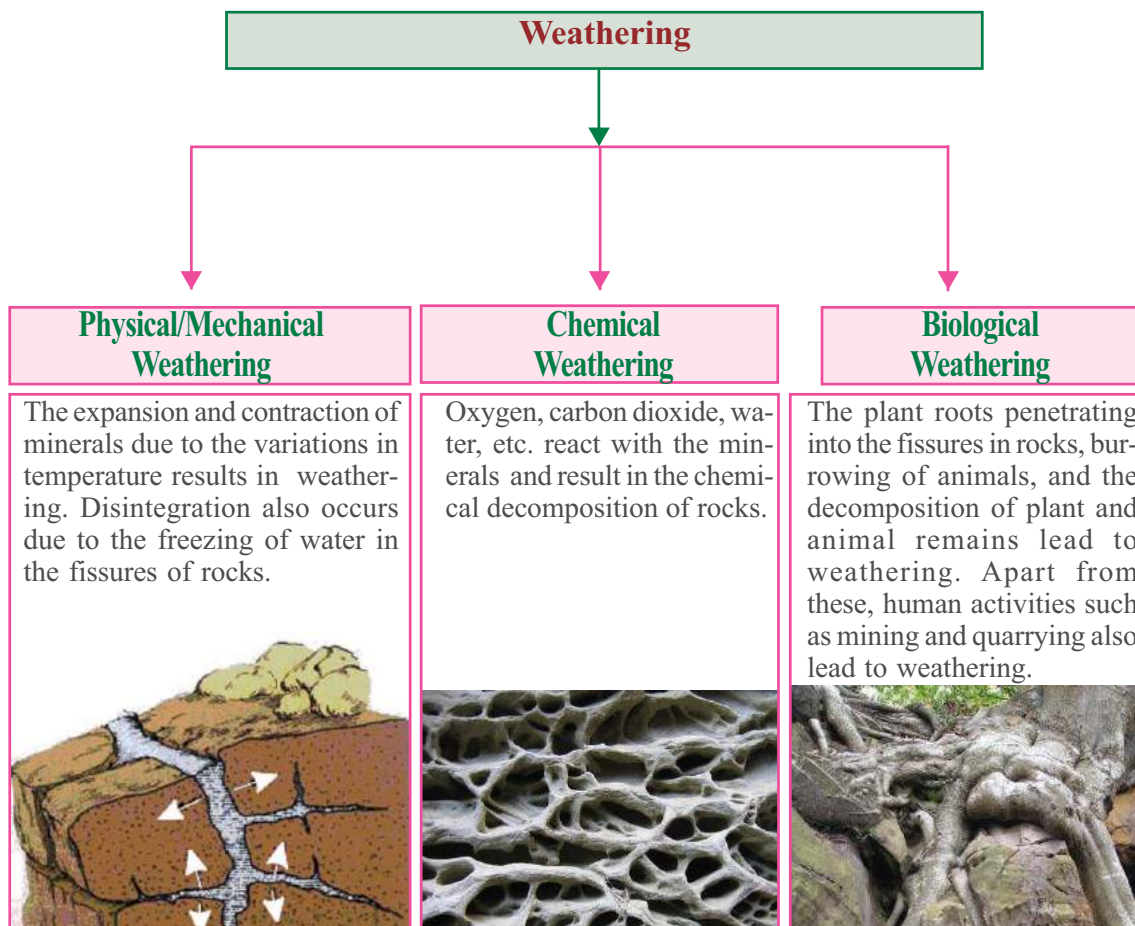 Weathering
Physical/Mechanical
Weathering
The expansion and contraction of
minerals due to the variations in
temperature results in weather-
ing. Disintegration also occurs
due to the freezing of water in
the fissures of rocks.
Chemical
Weathering
Oxygen, carbon dioxide, wa-
ter, etc. react with the min-
erals and result in the chemi-
cal decomposition of rocks.
Biological
Weathering
The plant roots penetrating
into the fissures in rocks, bur-
rowing of animals, and the
decomposition of plant and
animal remains lead to
weathering. Apart from
these, human activities such
as mining and quarrying also
lead to weathering.